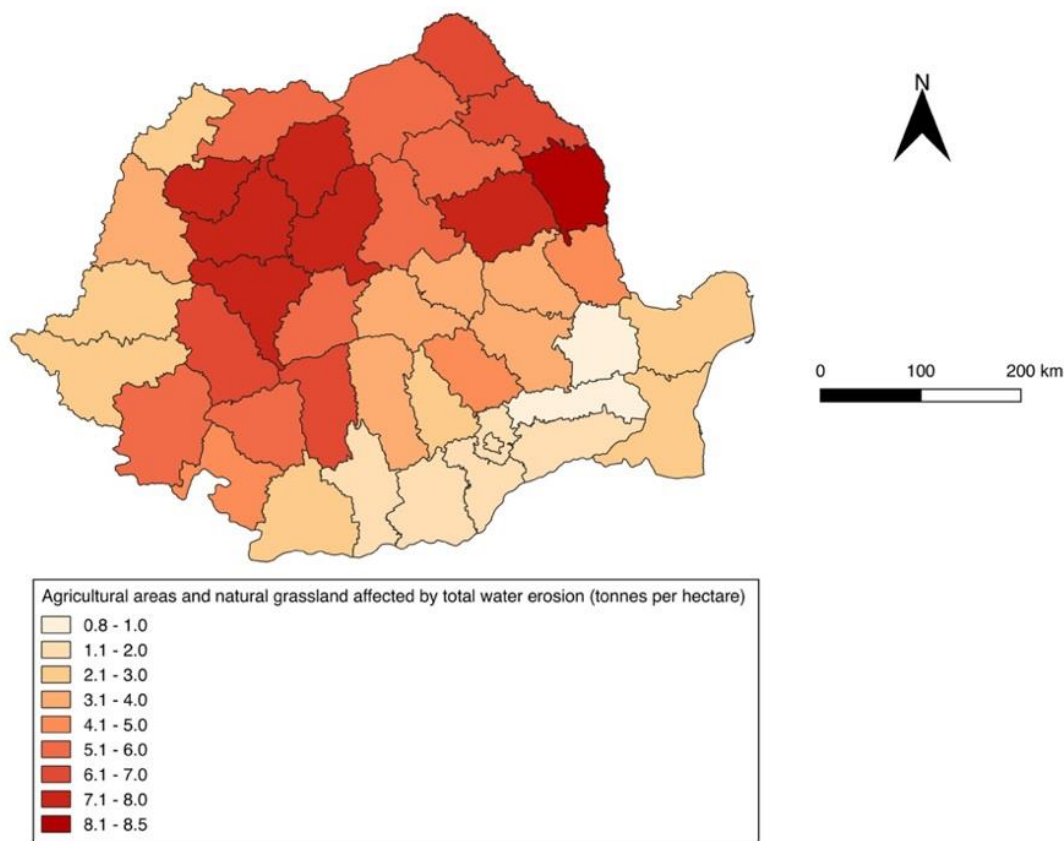 N
0 100 200 km
Agricultural areas and natural grassland affected by total water erosion (tonnes per hectare)
0.8 - 1.0
1.1 - 2.0
2.1 - 3.0
3.1 - 4.0
4.1 - 5.0
5.1 - 6.0
6.1 - 7.0
7.1 - 8.0
8.1 - 8.5